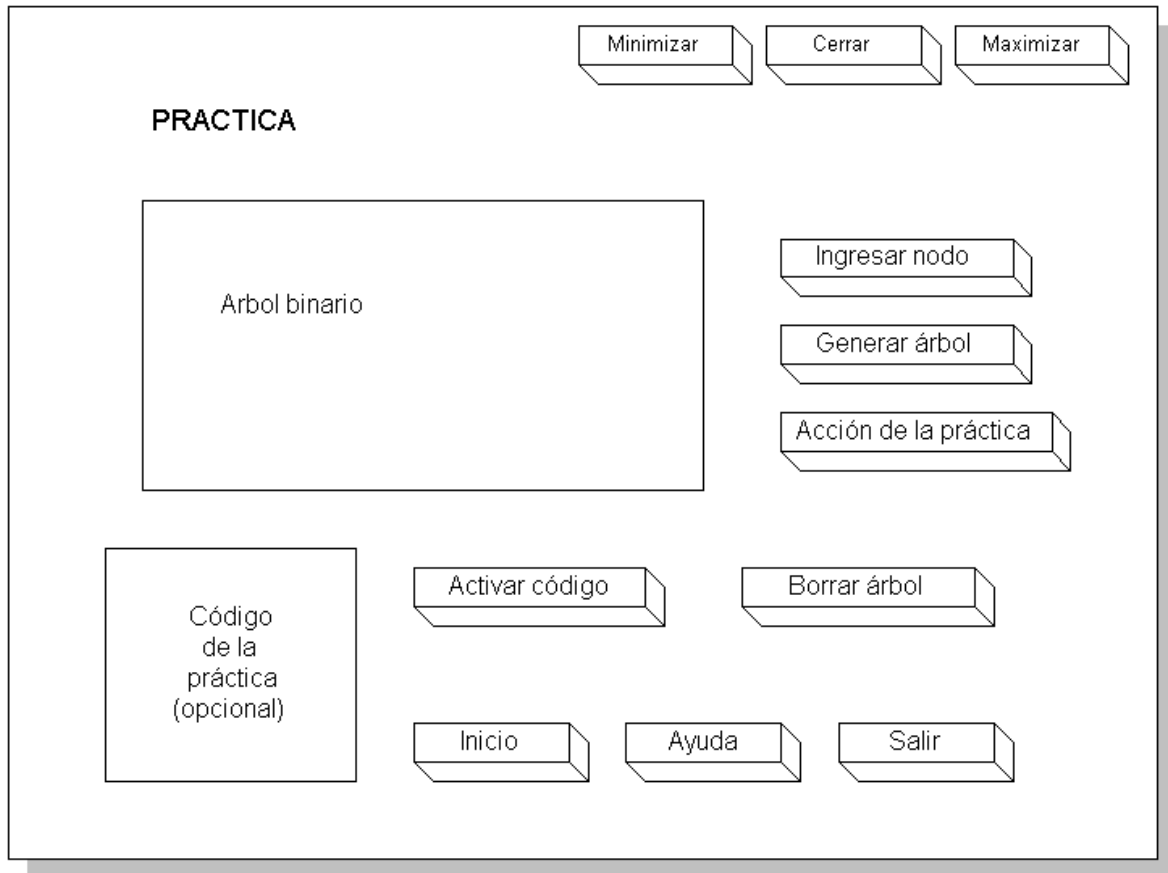 Minimizar
Cerrar
Maximizar
PRACTICA
Ingresar nodo
Arbol binario
Generar árbol
Acción de la práctica
Activar código
Borrar árbol
Código
de la
práctica
(opcional)
Inicio
Ayuda
Salir